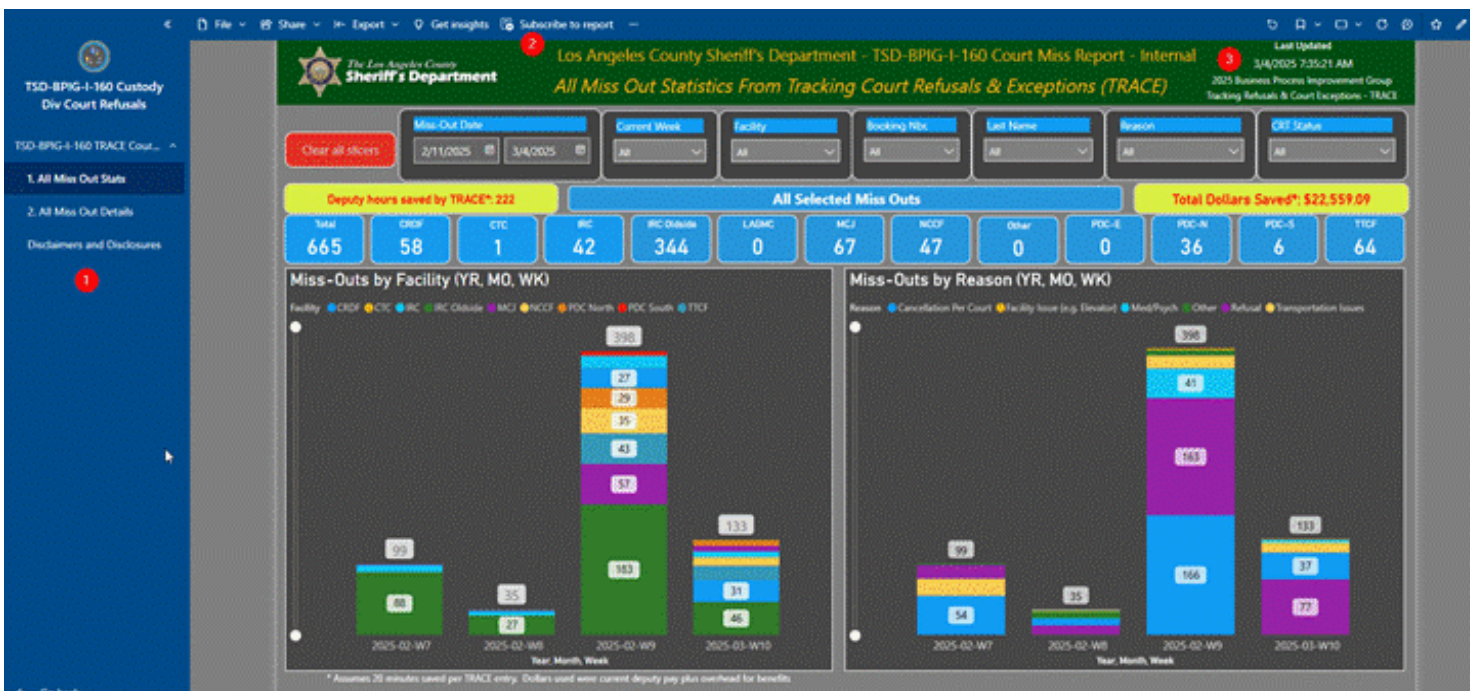 File
Share
Export
Get insights
Subscribe to report
2
TSD-BPIG-I-160 Custody
Div Court Refusals
TSD-BPIG-I-160 TRACE Cour...
1. All Miss Out Stats
2. All Miss Out Details
Disclaimers and Disclosures
1
The Los Angeles County
Sheriff's Department
Los Angeles County Sheriff's Department - TSD-BPIG-I-160 Court Miss Report - Internal
All Miss Out Statistics From Tracking Court Refusals & Exceptions (TRACE)
3
Last Updated
3/4/2025 7:35:21 AM
2025 Business Process Improvement Group
Tracking Refusals & Court Exceptions - TRACE
Clear all slicers
Miss-Out Date
2/11/2025
3/4/2025
Current Week
All
Facility
All
Booking Nbr.
All
Last Name
All
Reason
All
CRT Status
All
Deputy hours saved by TRACE*: 222
All Selected Miss Outs
Total Dollars Saved*: $22,559.09
Total
665
CRDF
58
CTC
1
IRC
42
IRC Oldside
344
LAGMC
0
MCJ
67
NCCF
47
Other
0
PDC-E
0
PDC-N
36
PDC-S
6
TTCF
64
Miss-Outs by Facility (YR, MO, WK)
Facility CRDF CTC IRC IRC Oldside MCJ NCCF PDC North PDC South TTCF
398
27
29
35
43
57
183
99
88
35
27
133
31
46
2025-02-W7 2025-02-W8 2025-02-W9 2025-03-W10
Year, Month, Week
Miss-Outs by Reason (YR, MO, WK)
Reason Cancellation Per Court Facility Issue (e.g. Elevator) Med/Psych Other Refusal Transportation Issues
398
41
163
166
99
54
35
133
37
77
2025-02-W7 2025-02-W8 2025-02-W9 2025-03-W10
Year, Month, Week
* Assumes 20 minutes saved per TRACE entry. Dollars used were current deputy pay plus overhead for benefits